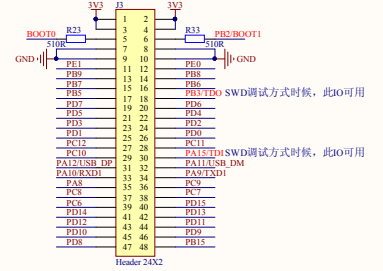 3V3 J3 3V3
1 2
3 4
BOOT0 R23 5 6 R33 PB2/BOOT1
510R 7 8 510R
GND 9 10 GND
PE1 11 12 PE0
PB9 13 14 PB8
PB7 15 16 PB6
PB5 17 18 PB3/TDO SWD调试方式时候，此IO可用
PD7 19 20 PD6
PD5 21 22 PD4
PD3 23 24 PD2
PD1 25 26 PD0
PC12 27 28 PC11
PC10 29 30 PA15/TDI SWD调试方式时候，此IO可用
PA12/USB_DP 31 32 PA11/USB_DM
PA10/RXD1 33 34 PA9/TXD1
PA8 35 36 PC9
PC8 37 38 PC7
PC6 39 40 PD15
PD14 41 42 PD13
PD12 43 44 PD11
PD10 45 46 PD9
PD8 47 48 PB15
Header 24X2